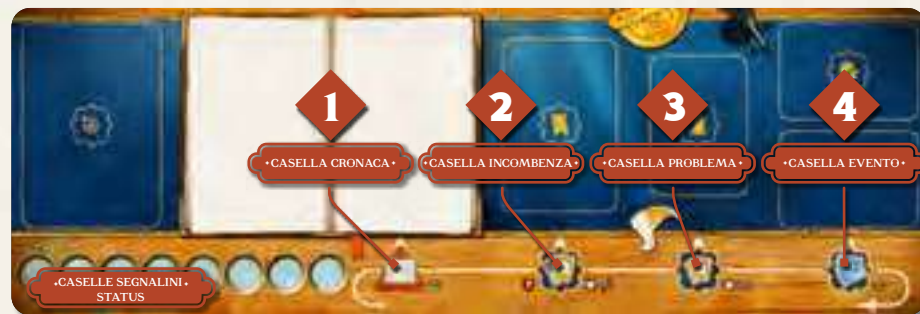 1
2
3
4
•CASELLA CRONACA•
•CASELLA INCOMBENZA•
•CASELLA PROBLEMA•
•CASELLA EVENTO•
•CASELLE SEGNALINI•
STATUS